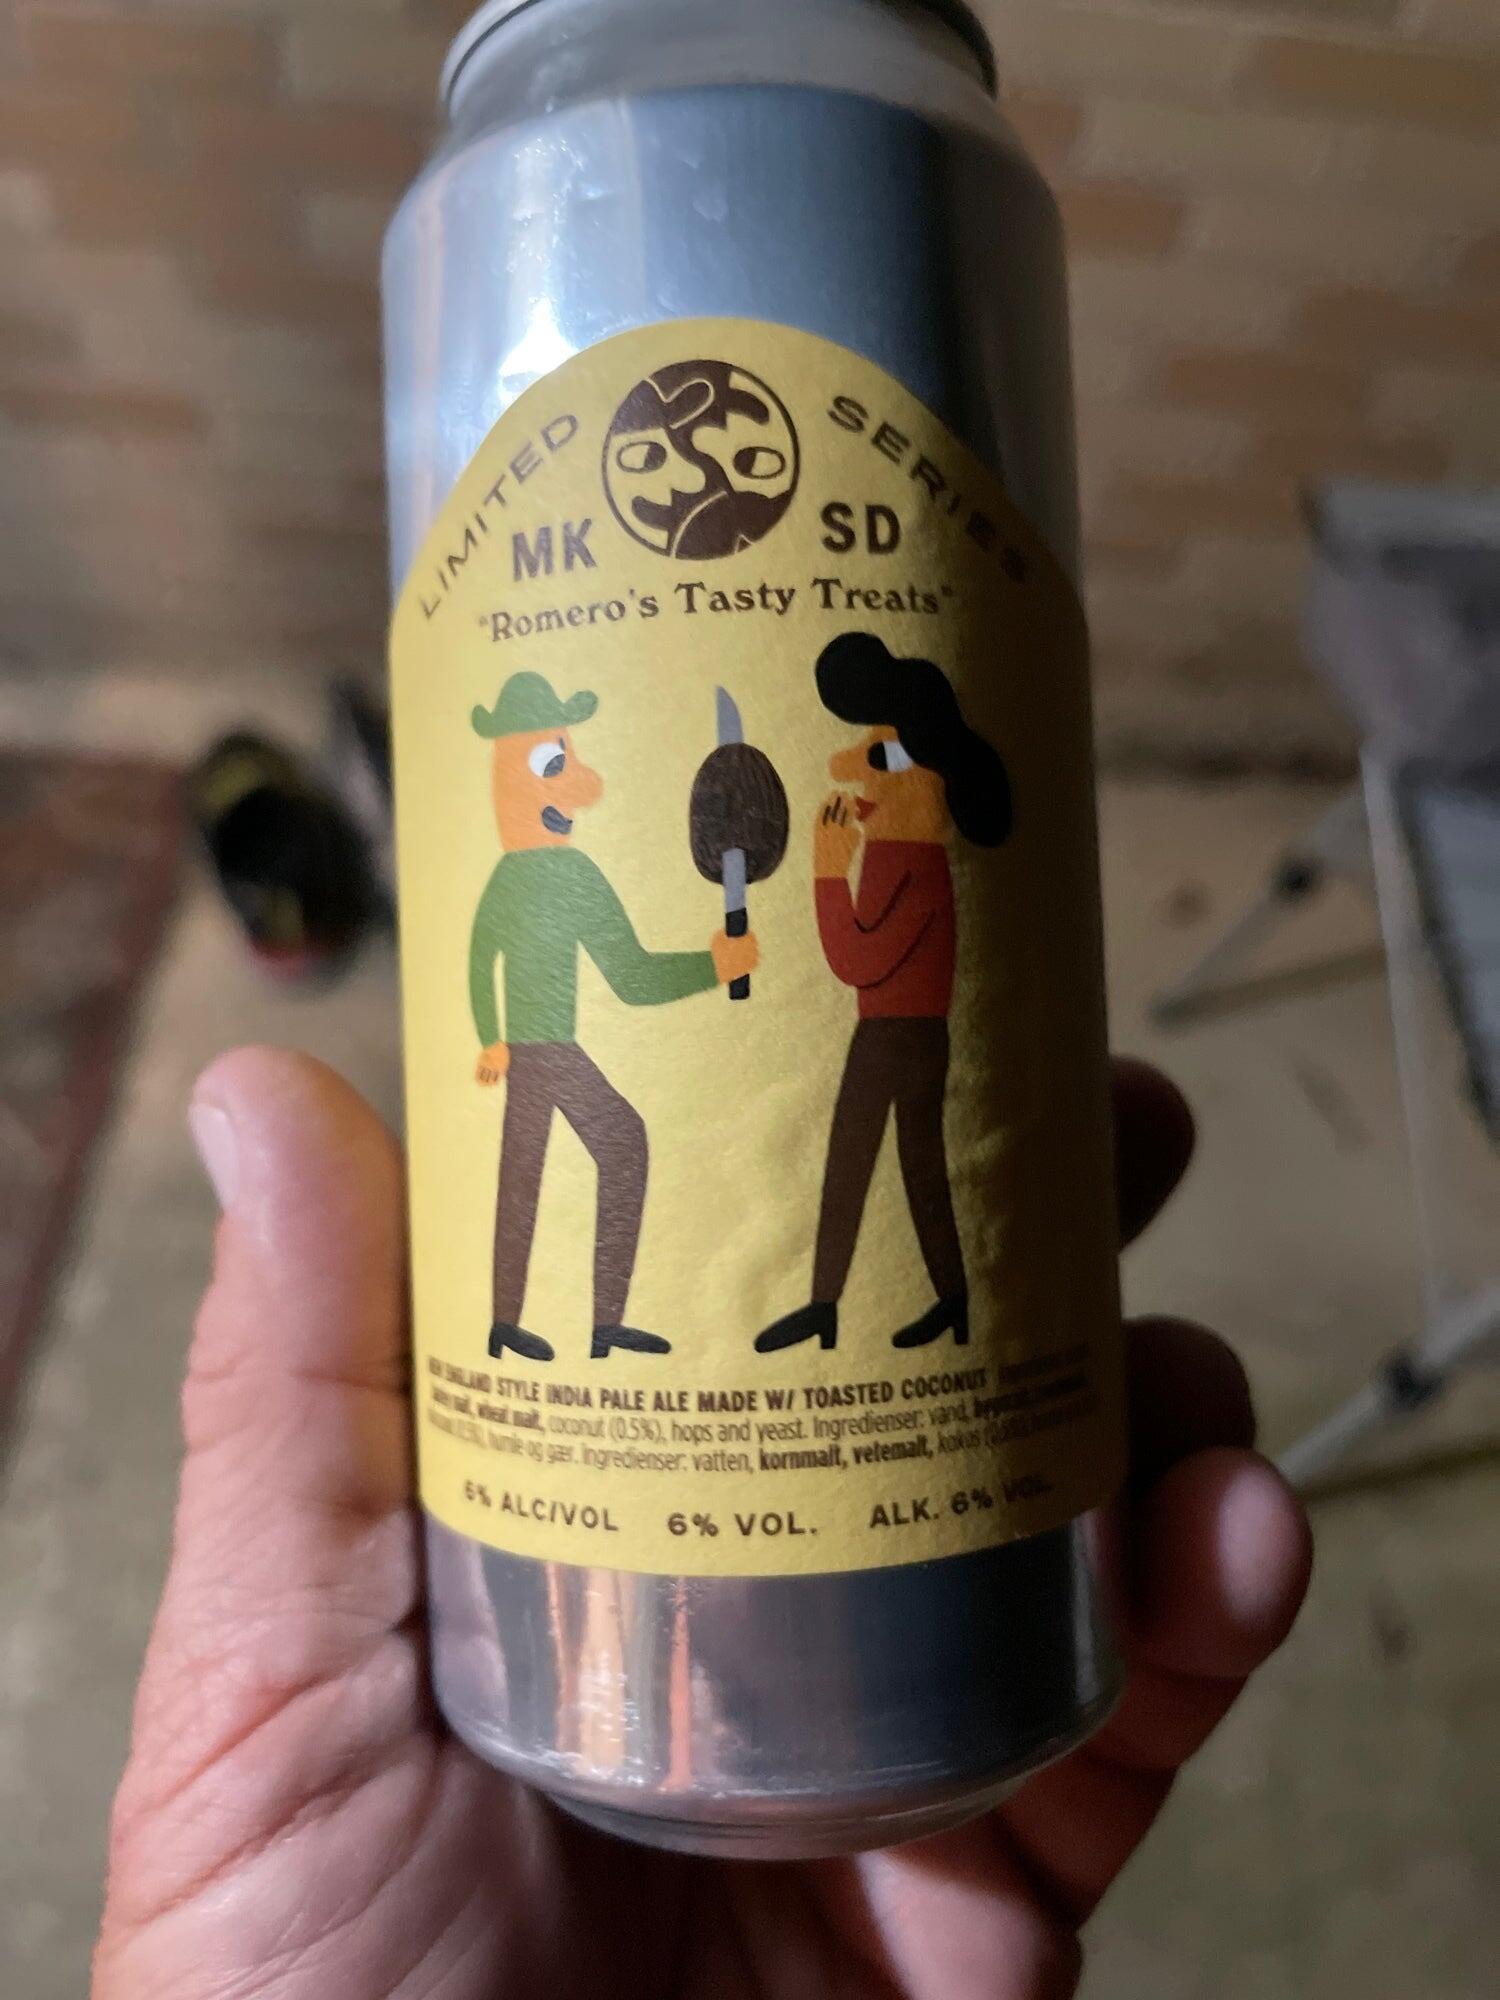 LIMITED SERIES
MK SD
"Romero's Tasty Treats"
ENGLAND STYLE INDIA PALE ALE MADE W/ TOASTED COCONUT
malt, wheat malt, coconut (0.5%), hops and yeast. Ingredienser: vand,
humle og gær. Ingredienser: vatten, kornmalt, vetemalt, kokos
6% ALC/VOL 6% VOL. ALK. 6% VOL.